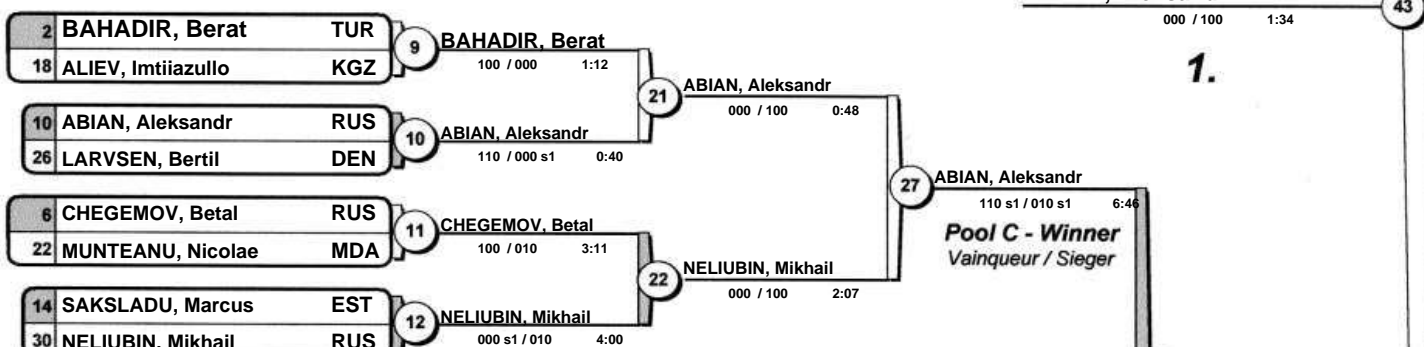 43
000 / 100 1:34
1.
2 BAHADIR, Berat TUR
18 ALIEV, Imtiiazullo KGZ
9 BAHADIR, Berat
100 / 000 1:12
10 ABIAN, Aleksandr RUS
26 LARVSEN, Bertil DEN
10 ABIAN, Aleksandr
110 / 000 s1 0:40
21 ABIAN, Aleksandr
000 / 100 0:48
6 CHEGEMOV, Betal RUS
22 MUNTEANU, Nicolae MDA
11 CHEGEMOV, Betal
100 / 010 3:11
14 SAKSLADU, Marcus EST
30 NELIUBIN, Mikhail RUS
12 NELIUBIN, Mikhail
000 s1 / 010 4:00
22 NELIUBIN, Mikhail
000 / 100 2:07
27 ABIAN, Aleksandr
110 s1 / 010 s1 6:46
Pool C - Winner
Vainqueur / Sieger